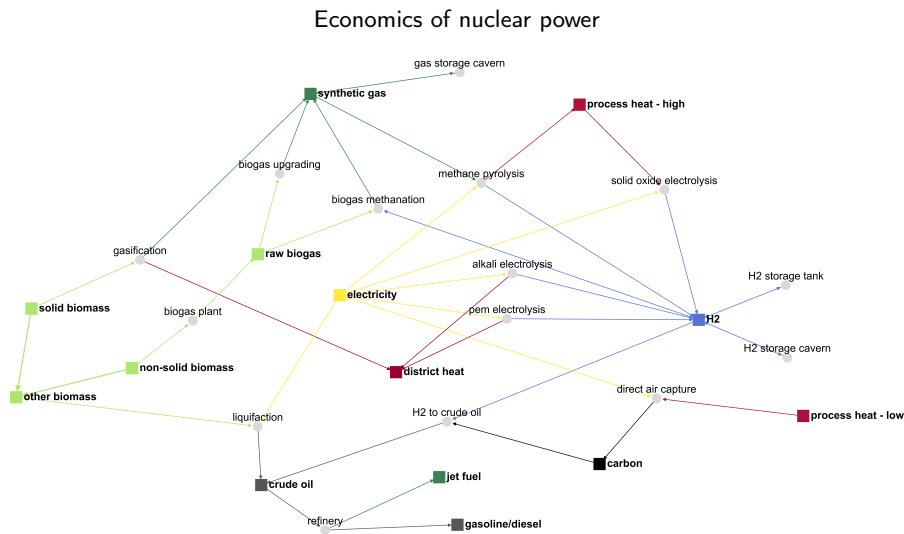 Economics of nuclear power
gas storage cavern
synthetic gas
process heat - high
biogas upgrading
methane pyrolysis
solid oxide electrolysis
biogas methanation
gasification
raw biogas
alkali electrolysis
H2 storage tank
electricity
solid biomass
biogas plant
pem electrolysis
H2
H2 storage cavern
non-solid biomass
district heat
direct air capture
other biomass
liquifaction
H2 to crude oil
process heat - low
carbon
jet fuel
crude oil
refinery
gasoline/diesel